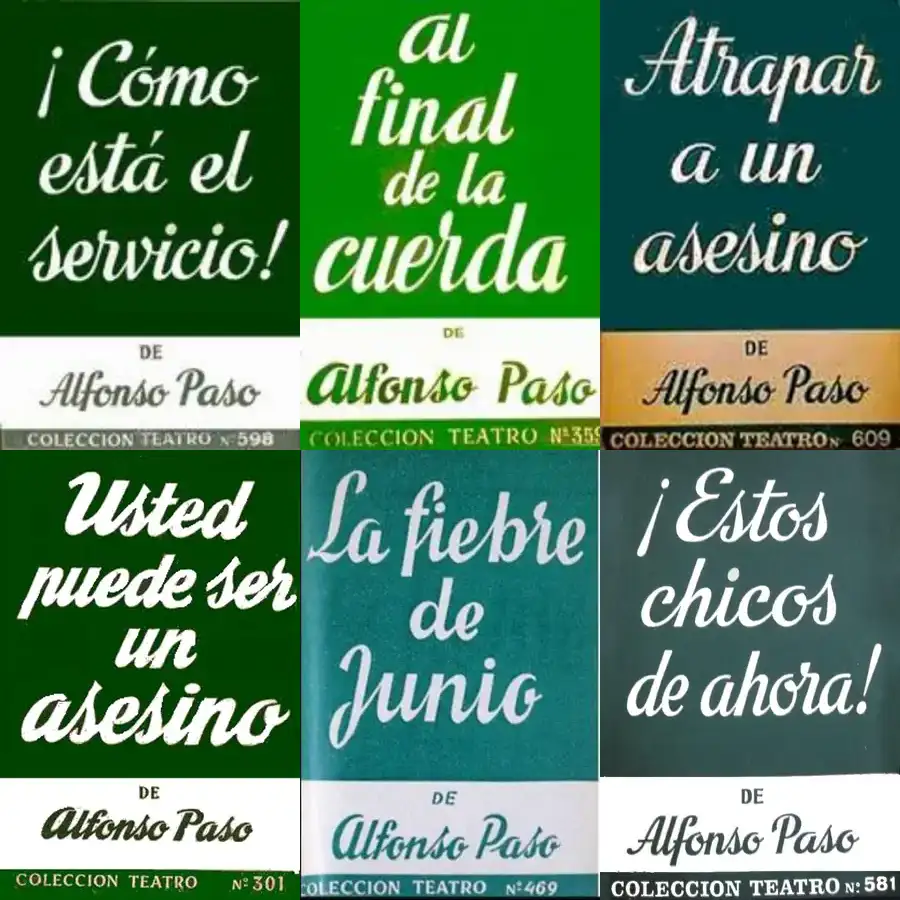 ¡Cómo
está el
servicio!
DE
Alfonso Paso
COLECCION TEATRO Nº 598
al
final
de la
cuerda
DE
Alfonso Paso
COLECCION TEATRO Nº 359
Atrapar
a un
asesino
DE
Alfonso Paso
COLECCION TEATRO Nº 609
Usted
puede ser
un
asesino
DE
Alfonso Paso
COLECCION TEATRO Nº 301
La fiebre
de
Junio
DE
Alfonso Paso
COLECCION TEATRO Nº 469
¡Estos
chicos
de ahora!
DE
Alfonso Paso
COLECCION TEATRO Nº 581